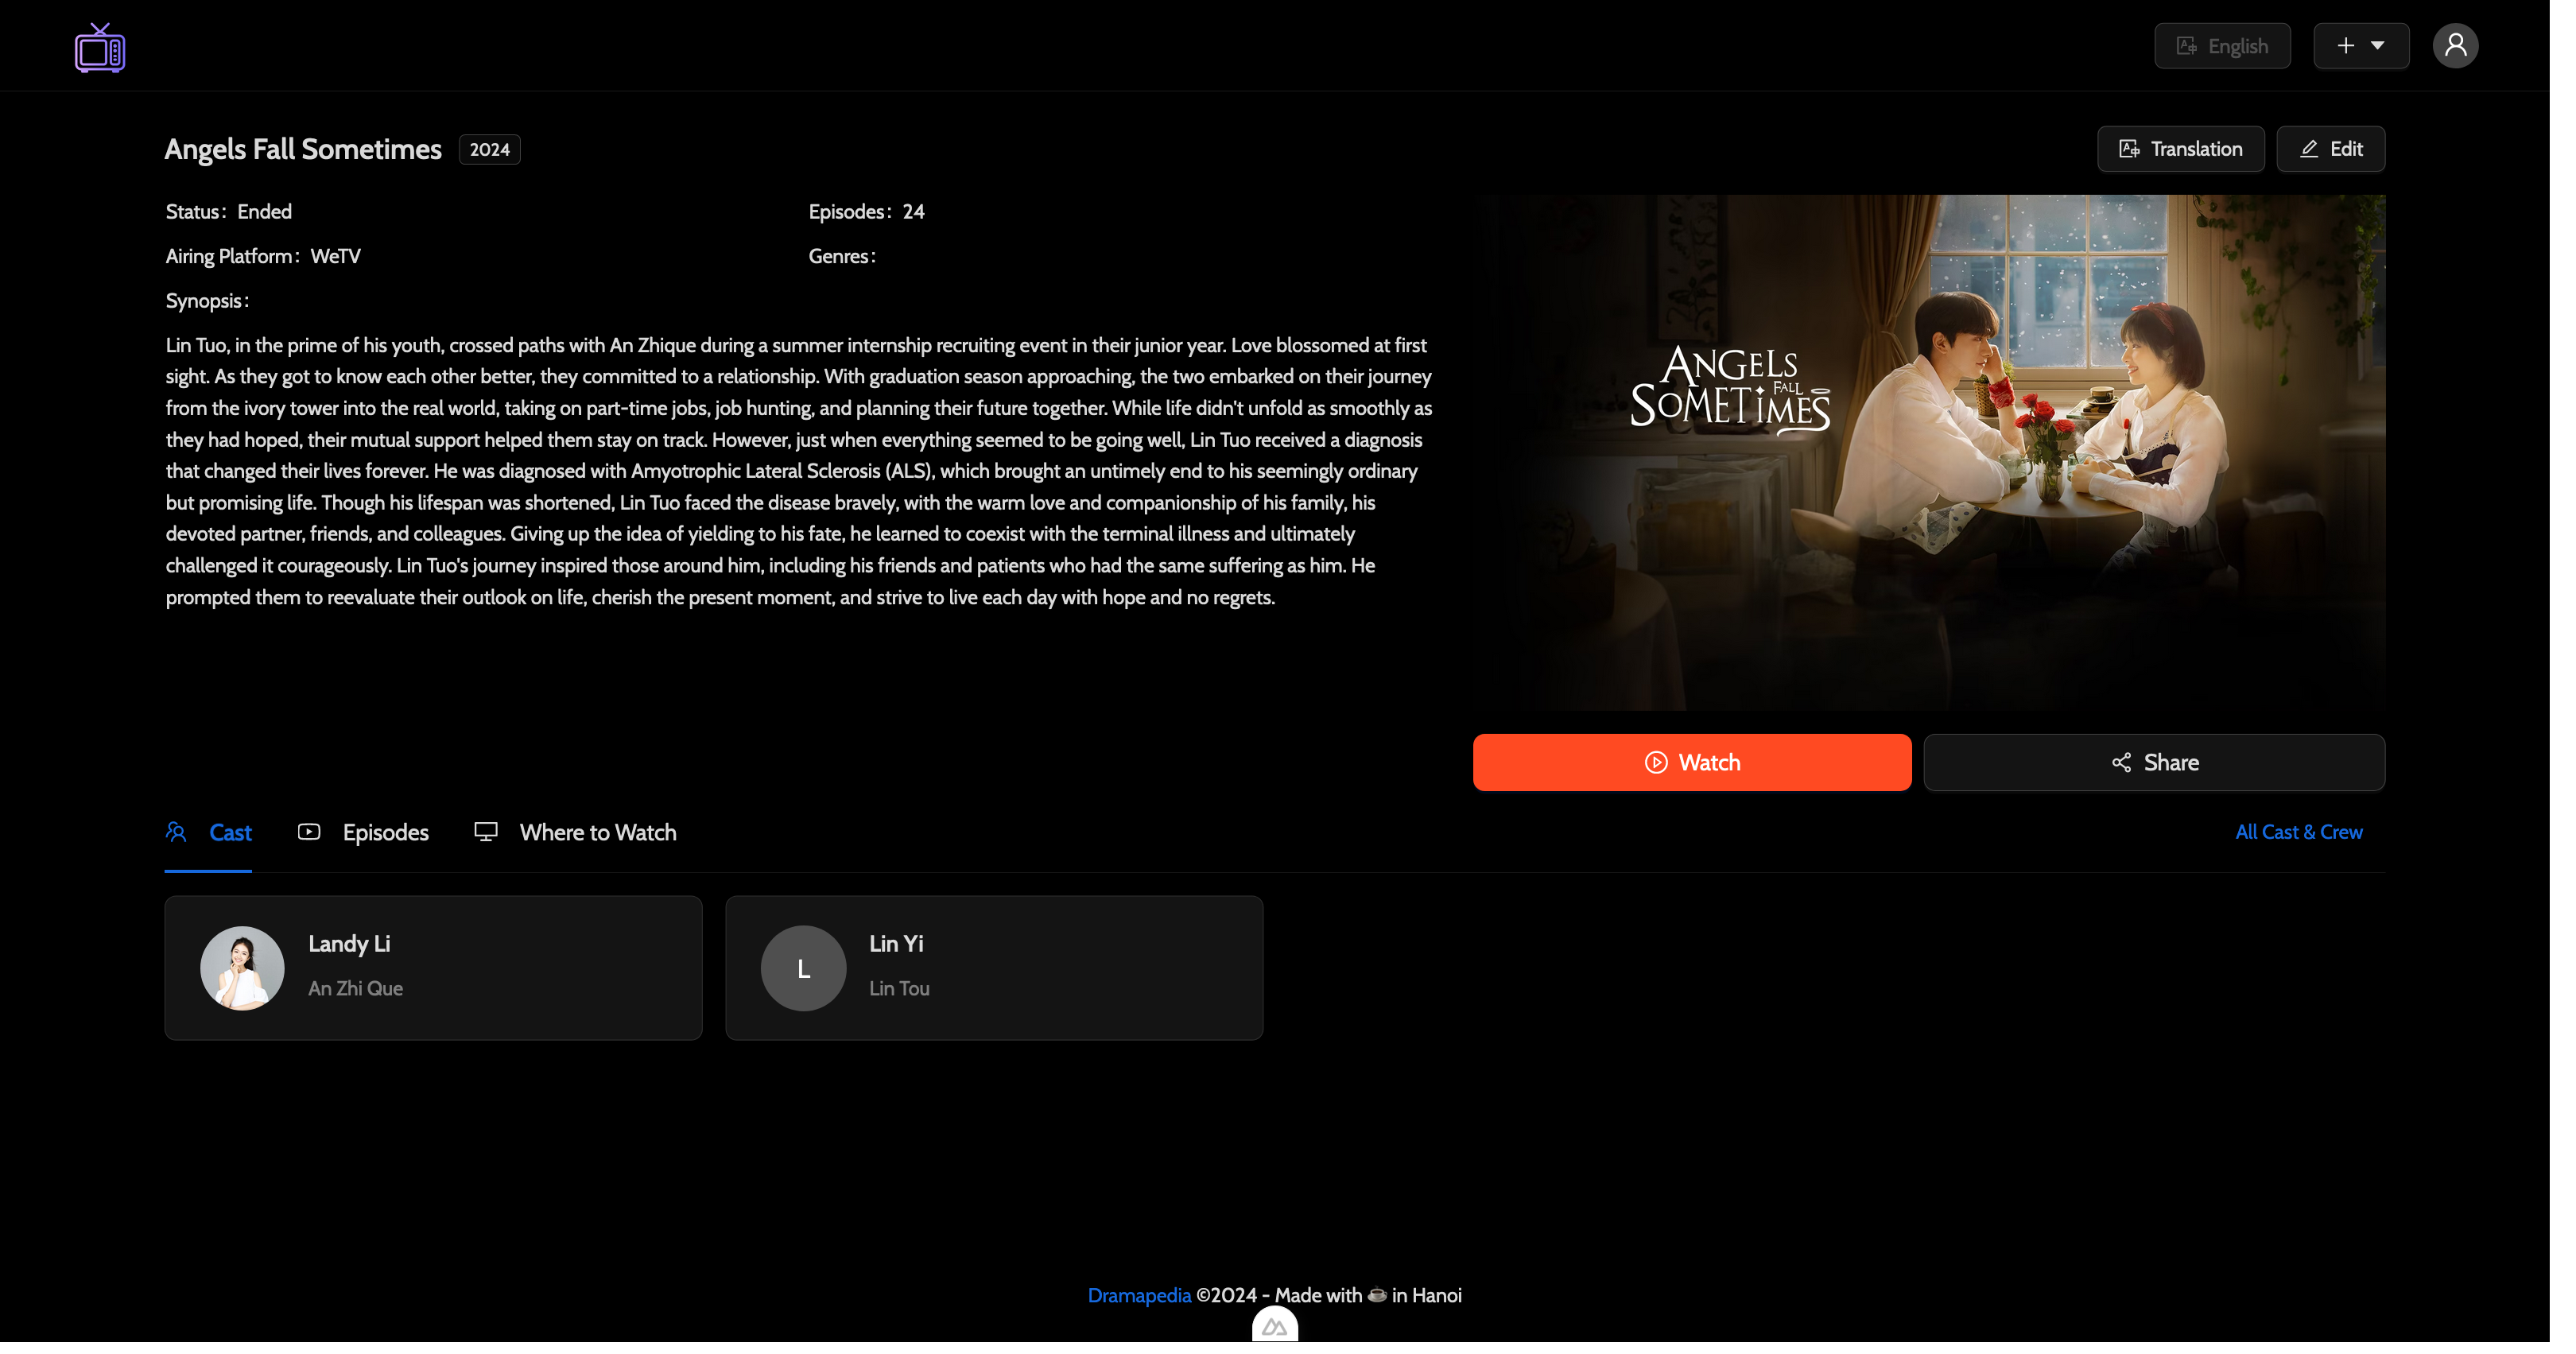 English
Angels Fall Sometimes 2024
Translation
Edit
Status: Ended
Episodes: 24
Airing Platform: WeTV
Genres:
Synopsis:
Lin Tuo, in the prime of his youth, crossed paths with An Zhique during a summer internship recruiting event in their junior year. Love blossomed at first
sight. As they got to know each other better, they committed to a relationship. With graduation season approaching, the two embarked on their journey
from the ivory tower into the real world, taking on part-time jobs, job hunting, and planning their future together. While life didn't unfold as smoothly as
they had hoped, their mutual support helped them stay on track. However, just when everything seemed to be going well, Lin Tuo received a diagnosis
that changed their lives forever. He was diagnosed with Amyotrophic Lateral Sclerosis (ALS), which brought an untimely end to his seemingly ordinary
but promising life. Though his lifespan was shortened, Lin Tuo faced the disease bravely, with the warm love and companionship of his family, his
devoted partner, friends, and colleagues. Giving up the idea of yielding to his fate, he learned to coexist with the terminal illness and ultimately
challenged it courageously. Lin Tuo's journey inspired those around him, including his friends and patients who had the same suffering as him. He
prompted them to reevaluate their outlook on life, cherish the present moment, and strive to live each day with hope and no regrets.
ANGELS
FALL
SOMETIMES
Watch
Share
Cast
Episodes
Where to Watch
All Cast & Crew
Landy Li
An Zhi Que
L
Lin Yi
Lin Tou
Dramapedia ©2024 - Made with ☕ in Hanoi